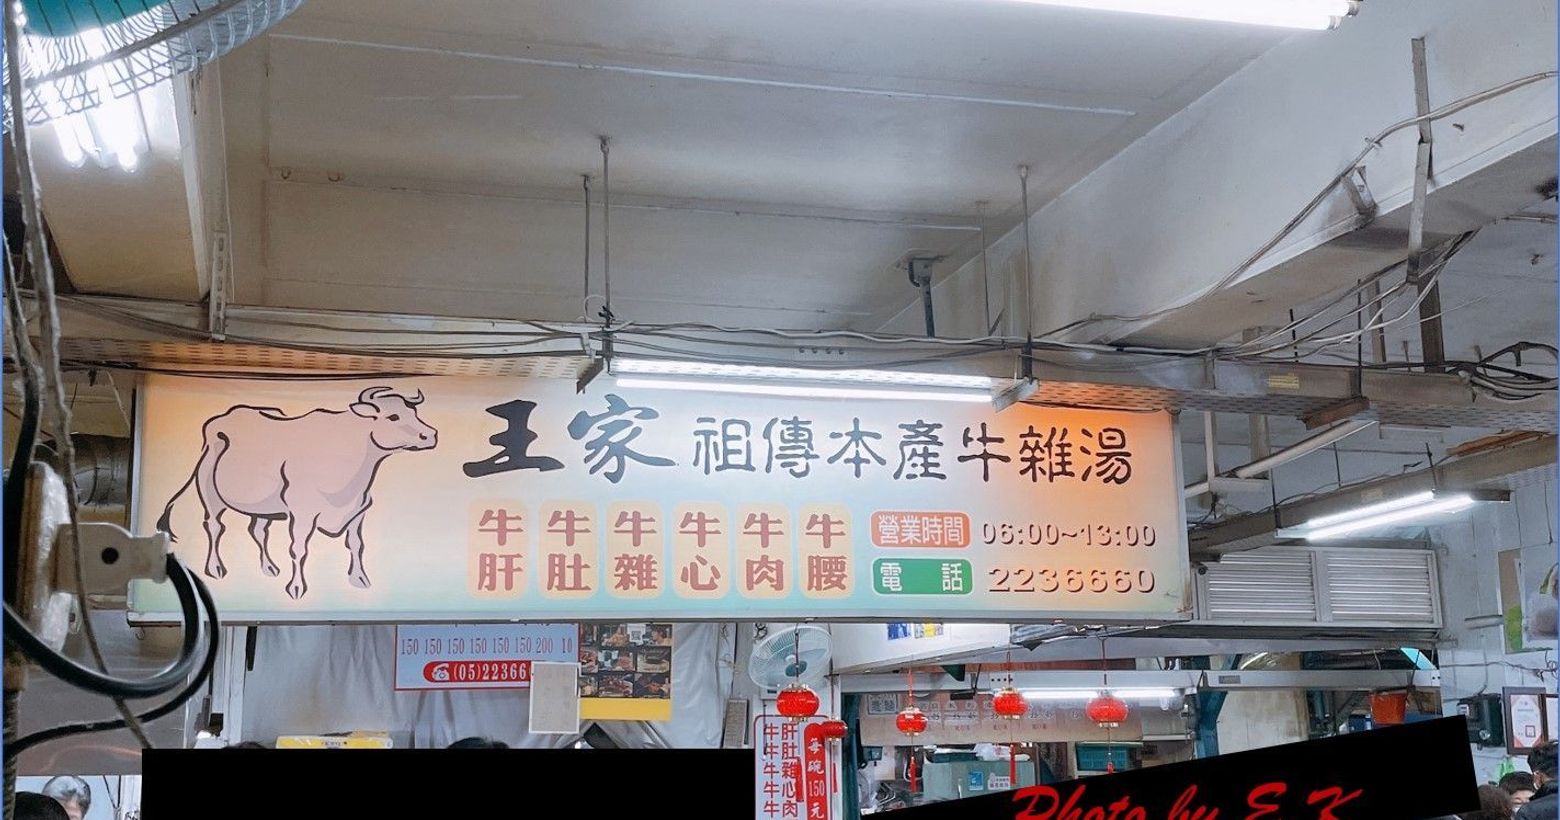 王家 祖傳本產牛雜湯
牛肝
牛肚
牛雜
牛心
牛肉
牛腰
營業時間 06:00~13:00
電話 2236660
150 150 150 150 150 150 200 10
(05)22366
牛肝
牛肚
牛雜
牛心
牛肉
每碗150元
Photo by E.K